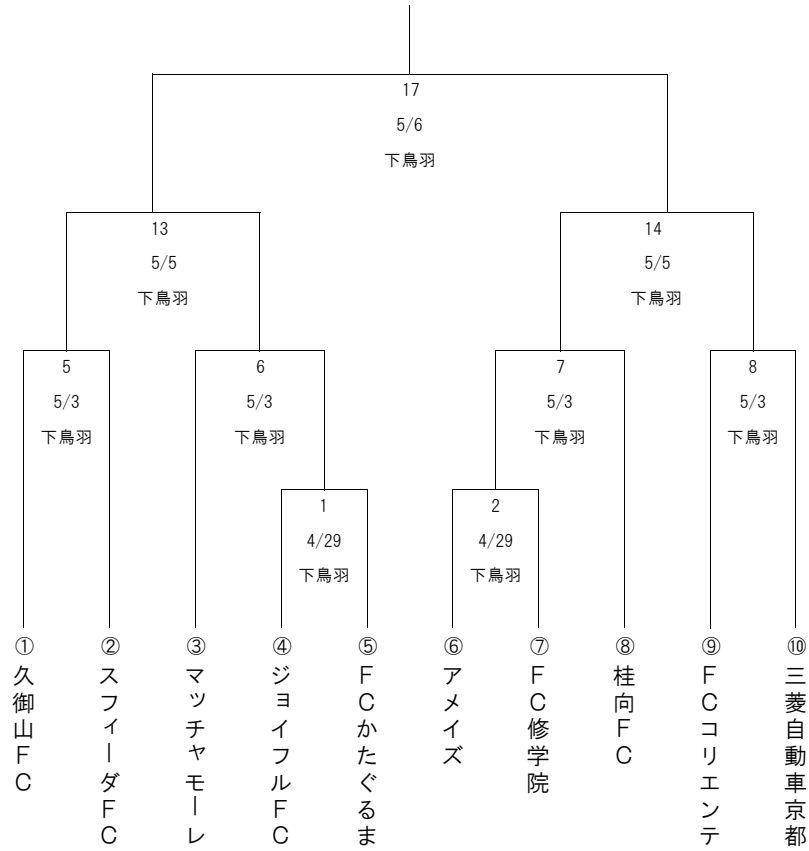 17
5/6
下鳥羽
13
5/5
下鳥羽
14
5/5
下鳥羽
5
5/3
下鳥羽
6
5/3
下鳥羽
7
5/3
下鳥羽
8
5/3
下鳥羽
1
4/29
下鳥羽
2
4/29
下鳥羽
①久御山FC
②スフィーダFC
③マッチャモーレ
④ジョイフルFC
⑤FCかたぐるま
⑥アメイズ
⑦FC修学院
⑧桂向FC
⑨FCコリエンテ
⑩三菱自動車京都